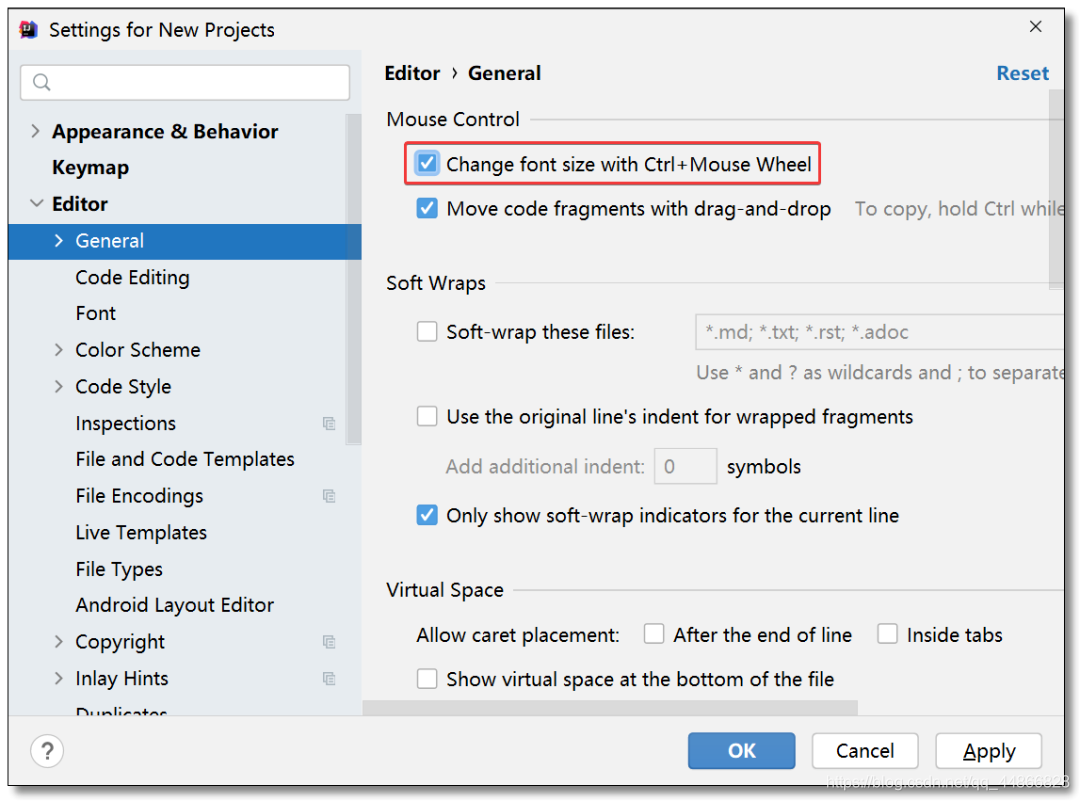 Settings for New Projects
Editor › General
Reset
Appearance & Behavior
Keymap
Editor
General
Code Editing
Font
Color Scheme
Code Style
Inspections
File and Code Templates
File Encodings
Live Templates
File Types
Android Layout Editor
Copyright
Inlay Hints
Duplicates
Mouse Control
Change font size with Ctrl+Mouse Wheel
Move code fragments with drag-and-drop To copy, hold Ctrl while
Soft Wraps
Soft-wrap these files: *.md; *.txt; *.rst; *.adoc
Use * and ? as wildcards and ; to separate
Use the original line's indent for wrapped fragments
Add additional indent: 0 symbols
Only show soft-wrap indicators for the current line
Virtual Space
Allow caret placement: After the end of line Inside tabs
Show virtual space at the bottom of the file
? OK Cancel Apply
https://blog.csdn.net/qq_44866828